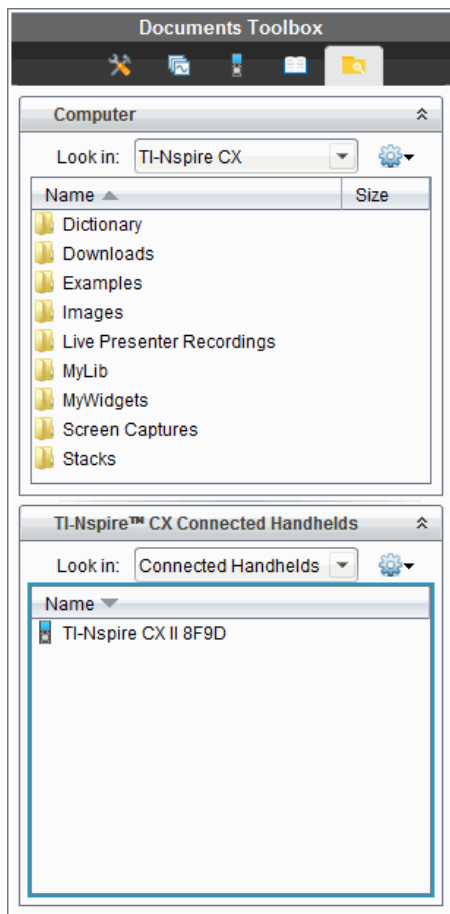 Documents Toolbox
Computer
Look in: TI-Nspire CX
Name Size
Dictionary
Downloads
Examples
Images
Live Presenter Recordings
MyLib
MyWidgets
Screen Captures
Stacks
TI-Nspire™ CX Connected Handhelds
Look in: Connected Handhelds
Name
TI-Nspire CX II 8F9D